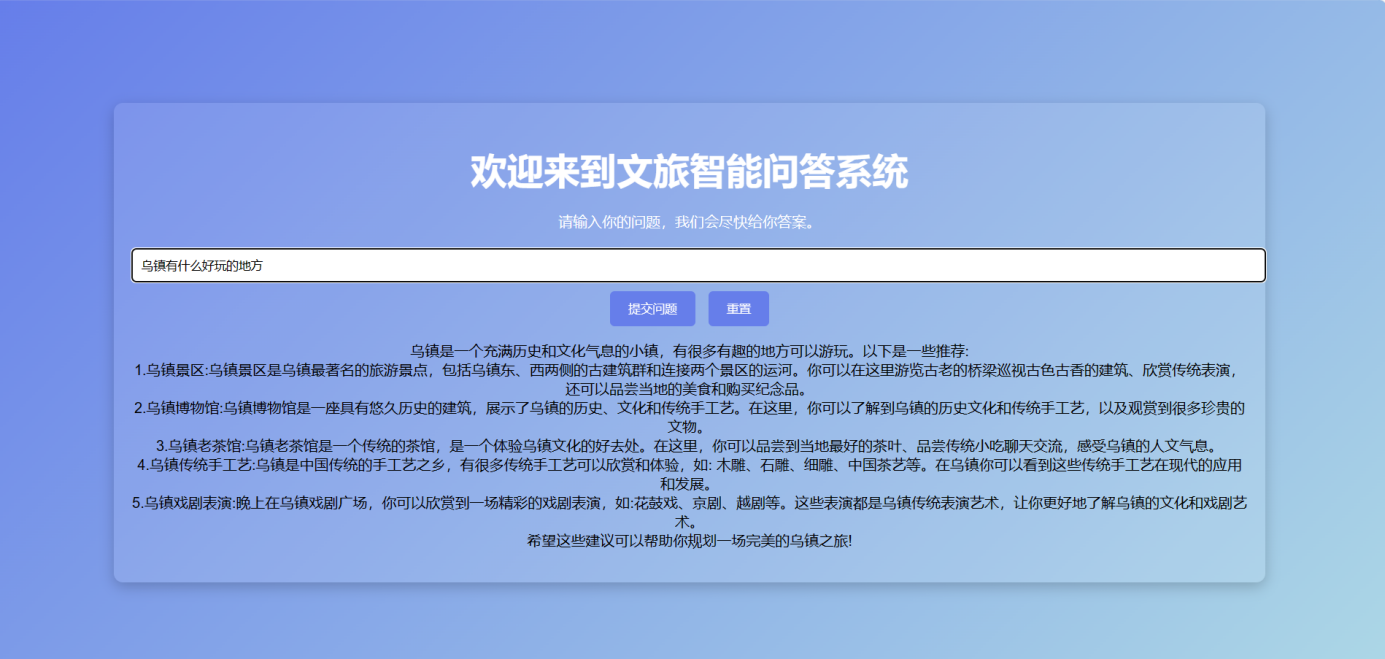 欢迎来到文旅智能问答系统
请输入你的问题，我们会尽快给你答案。
乌镇有什么好玩的地方
提交问题 重置
乌镇是一个充满历史和文化气息的小镇，有很多有趣的地方可以游玩。以下是一些推荐:
1.乌镇景区:乌镇景区是乌镇最著名的旅游景点，包括乌镇东、西两侧的古建筑群和连接两个景区的运河。你可以在这里游览古老的桥梁巡视古色古香的建筑、欣赏传统表演，
还可以品尝当地的美食和购买纪念品。
2.乌镇博物馆:乌镇博物馆是一座具有悠久历史的建筑，展示了乌镇的历史、文化和传统手工艺。在这里，你可以了解到乌镇的历史文化和传统手工艺，以及观赏到很多珍贵的
文物。
3.乌镇老茶馆:乌镇老茶馆是一个传统的茶馆，是一个体验乌镇文化的好去处。在这里，你可以品尝到当地最好的茶叶、品尝传统小吃聊天交流，感受乌镇的人文气息。
4.乌镇传统手工艺:乌镇是中国传统的手工艺之乡，有很多传统手工艺可以欣赏和体验，如: 木雕、石雕、细雕、中国茶艺等。在乌镇你可以看到这些传统手工艺在现代的应用
和发展。
5.乌镇戏剧表演:晚上在乌镇戏剧广场，你可以欣赏到一场精彩的戏剧表演，如:花鼓戏、京剧、越剧等。这些表演都是乌镇传统表演艺术，让你更好地了解乌镇的文化和戏剧艺
术。
希望这些建议可以帮助你规划一场完美的乌镇之旅!